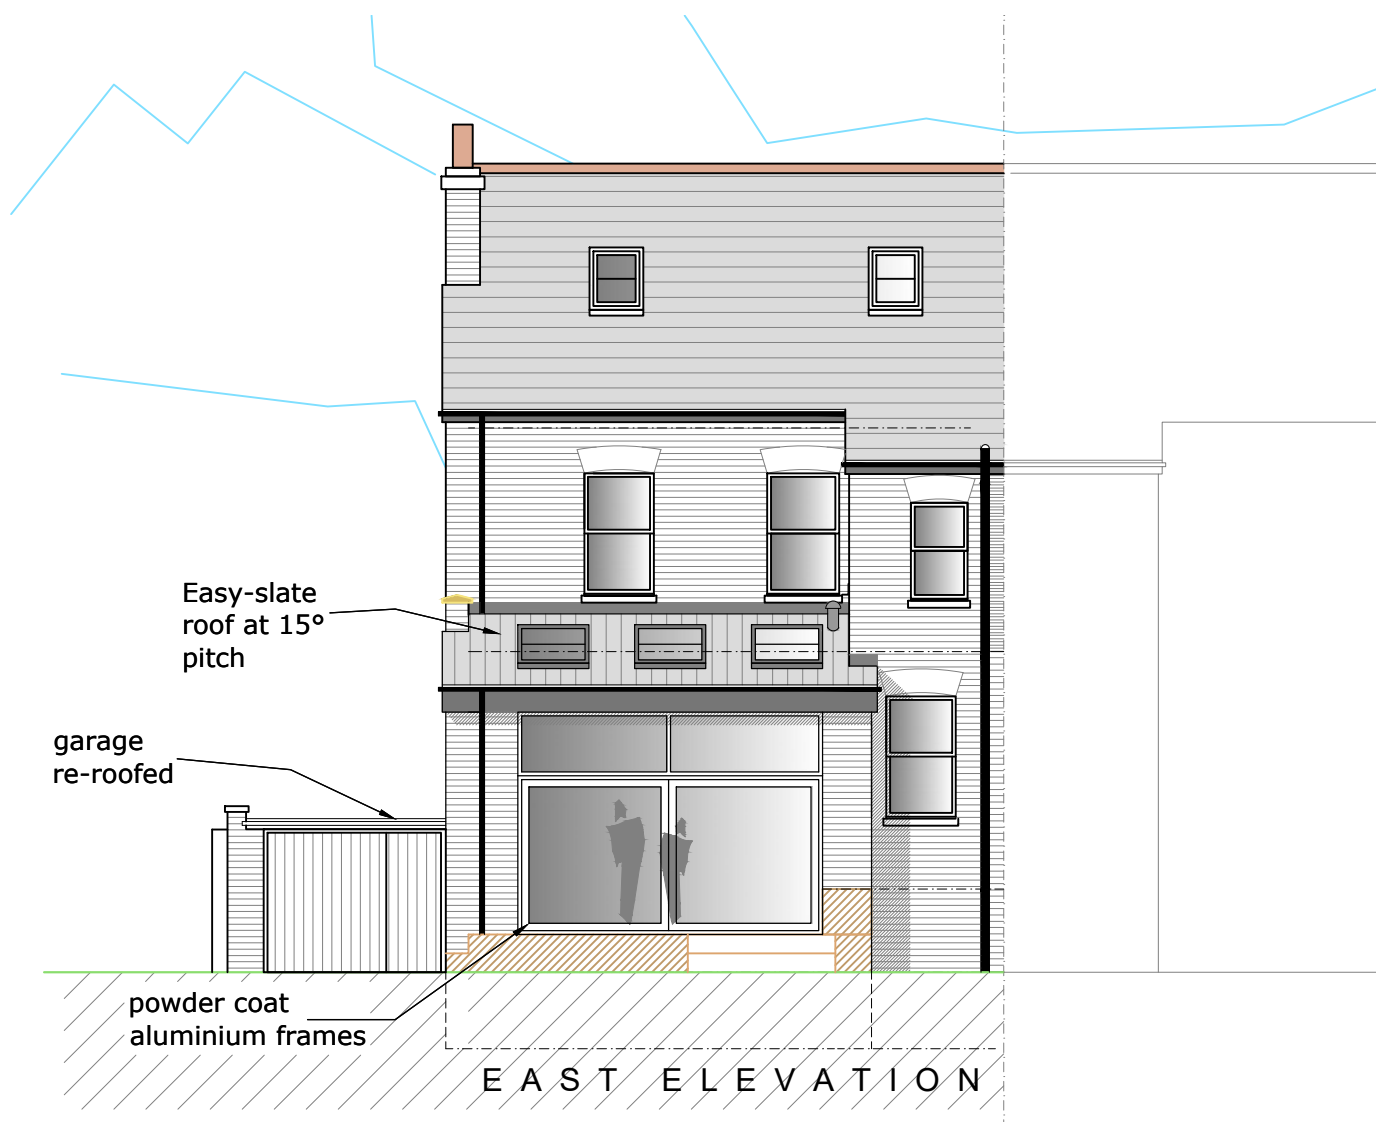 Easy-slate
roof at 15°
pitch
garage
re-roofed
powder coat
aluminium frames
EAST ELEVATION